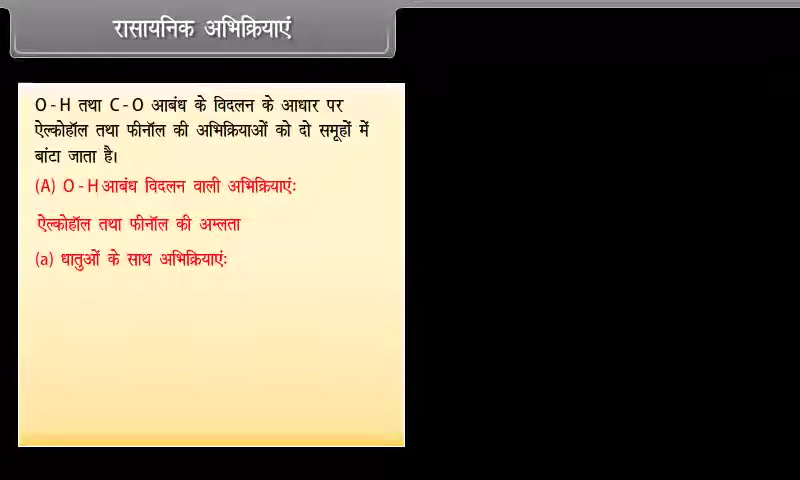 रासायनिक अभिक्रियाएं
O - H तथा C - O आबंध के विदलन के आधार पर
ऐल्कोहॉल तथा फीनॉल की अभिक्रियाओं को दो समूहों में
बांटा जाता है।
(A) O - H आबंध विदलन वाली अभिक्रियाएंः
ऐल्कोहॉल तथा फीनॉल की अम्लता
(a) धातुओं के साथ अभिक्रियाएंः